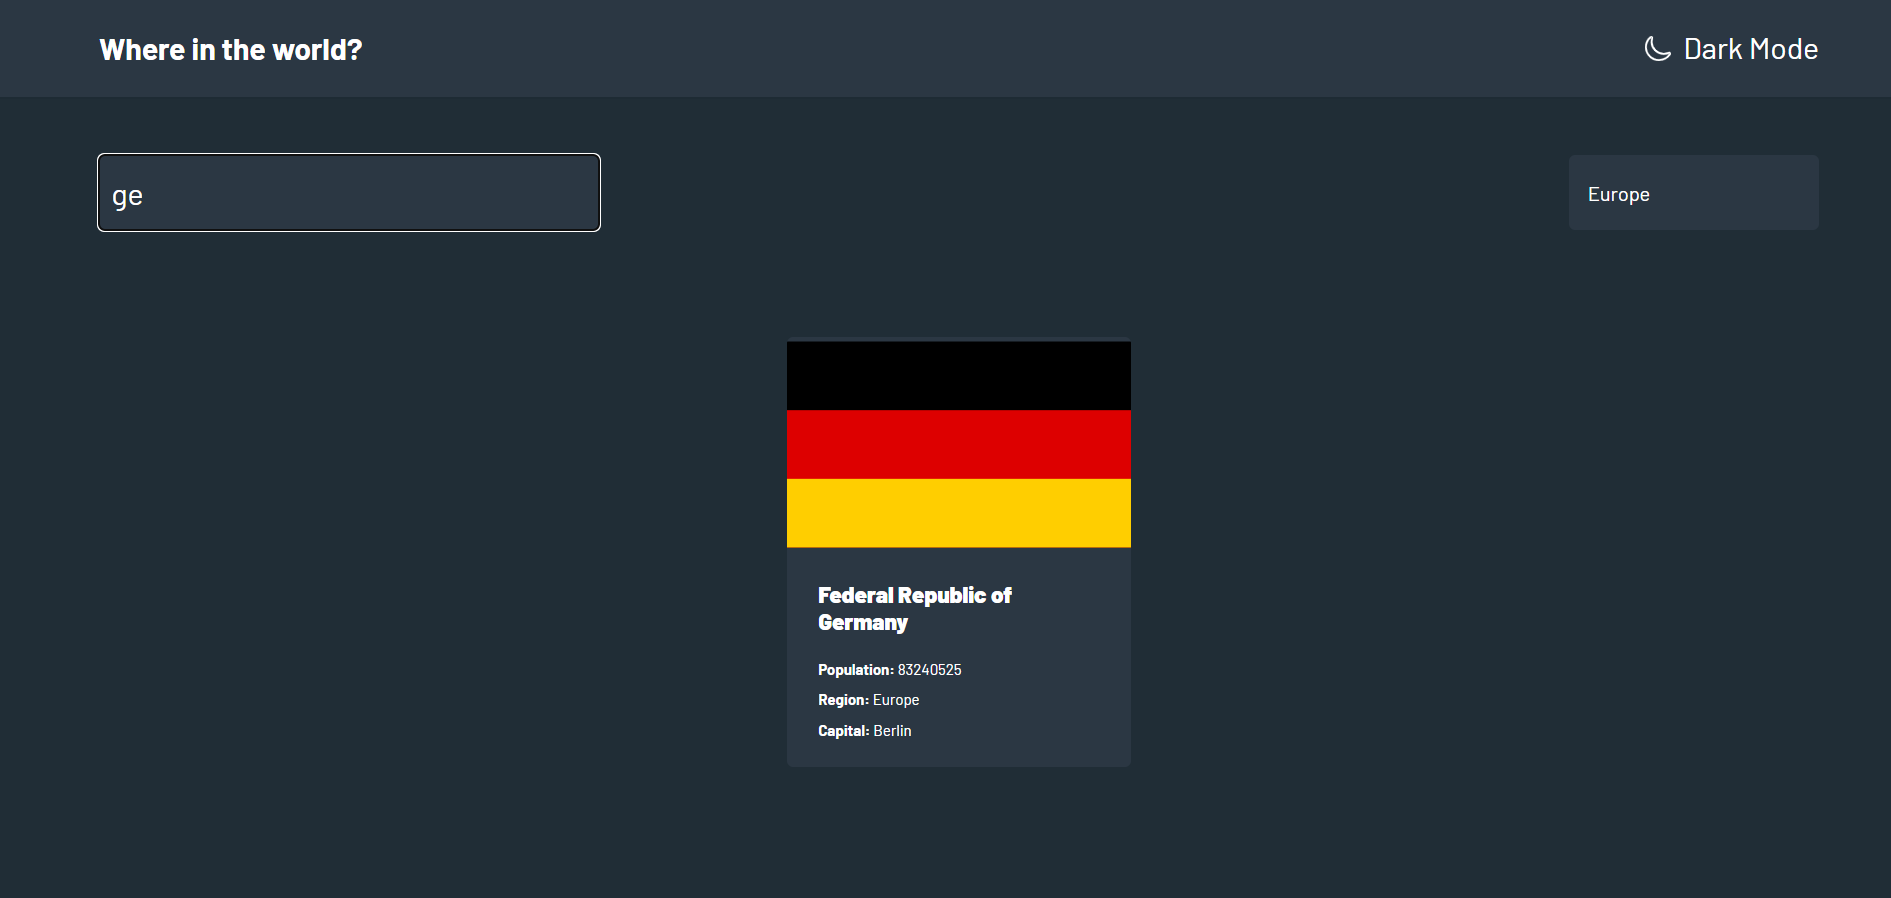 Where in the world?
Dark Mode
ge
Europe
Federal Republic of
Germany
Population: 83240525
Region: Europe
Capital: Berlin